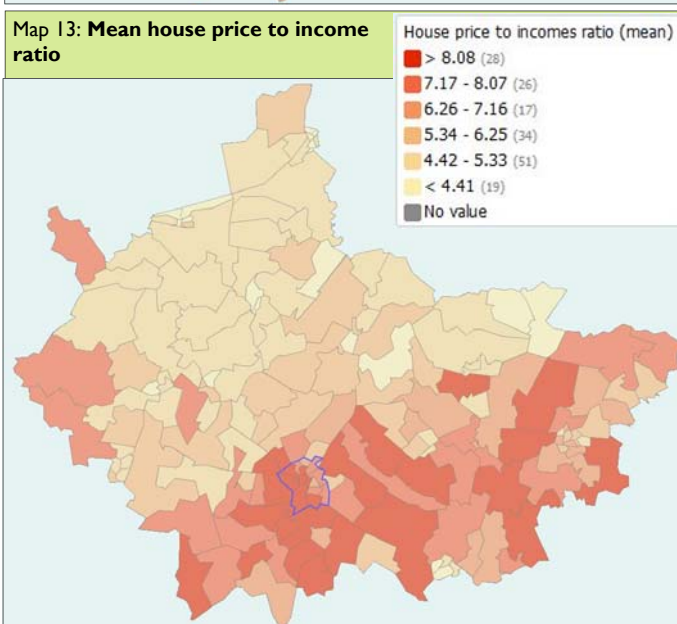 Map 13: Mean house price to income
ratio
House price to incomes ratio (mean)
> 8.08 (28)
7.17 - 8.07 (26)
6.26 - 7.16 (17)
5.34 - 6.25 (34)
4.42 - 5.33 (51)
< 4.41 (19)
No value